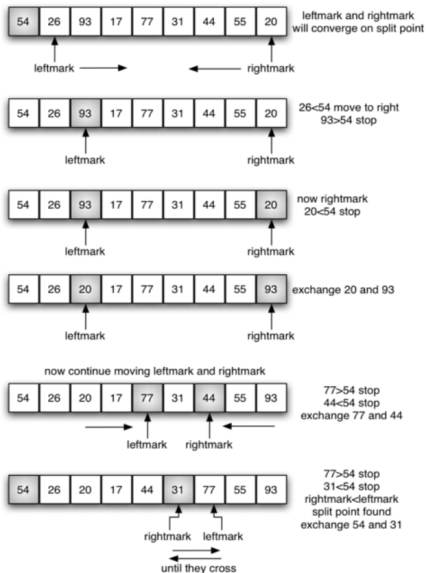 54 26 93 17 77 31 44 55 20
leftmark and rightmark
will converge on split point
leftmark
rightmark
54 26 93 17 77 31 44 55 20
26<54 move to right
93>54 stop
leftmark
rightmark
54 26 93 17 77 31 44 55 20
now rightmark
20<54 stop
leftmark
rightmark
54 26 20 17 77 31 44 55 93
exchange 20 and 93
leftmark
rightmark
now continue moving leftmark and rightmark
54 26 20 17 77 31 44 55 93
77>54 stop
44<54 stop
exchange 77 and 44
leftmark
rightmark
54 26 20 17 44 31 77 55 93
77>54 stop
31<54 stop
rightmark<leftmark
split point found
exchange 54 and 31
rightmark
leftmark
until they cross